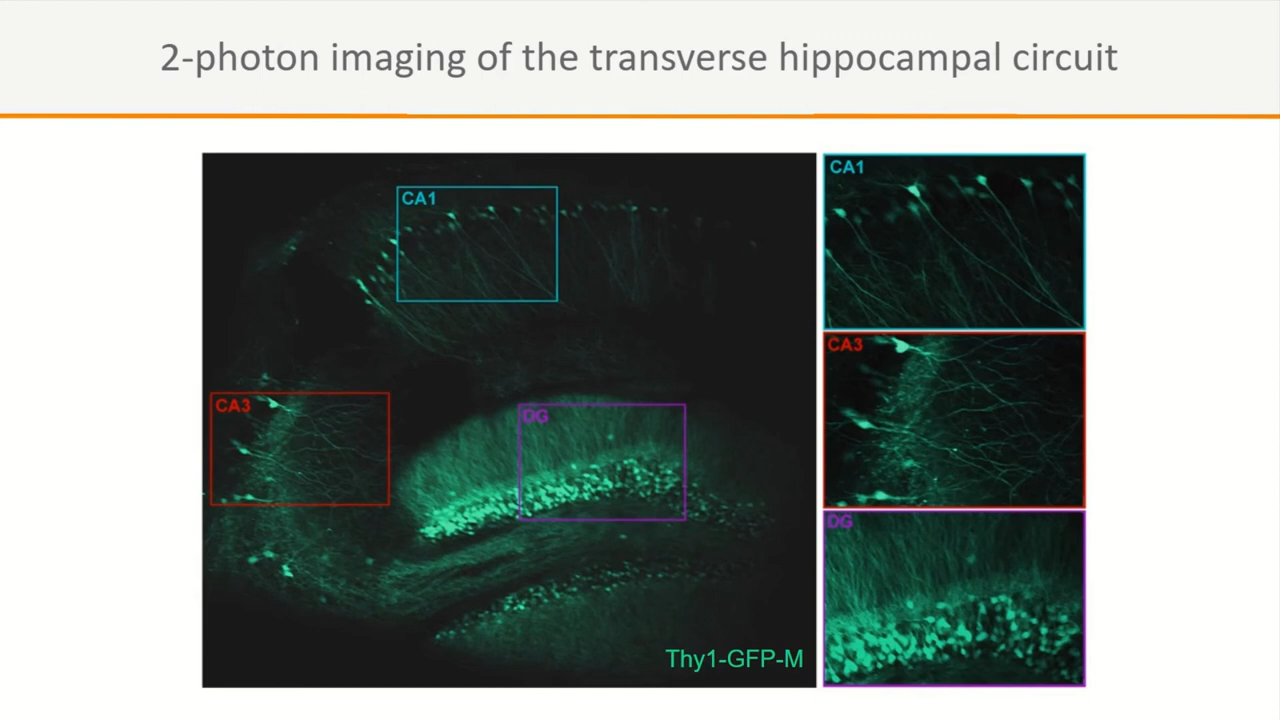 2-photon imaging of the transverse hippocampal circuit
CA1
CA3
DG
Thy1-GFP-M
CA1
CA3
DG